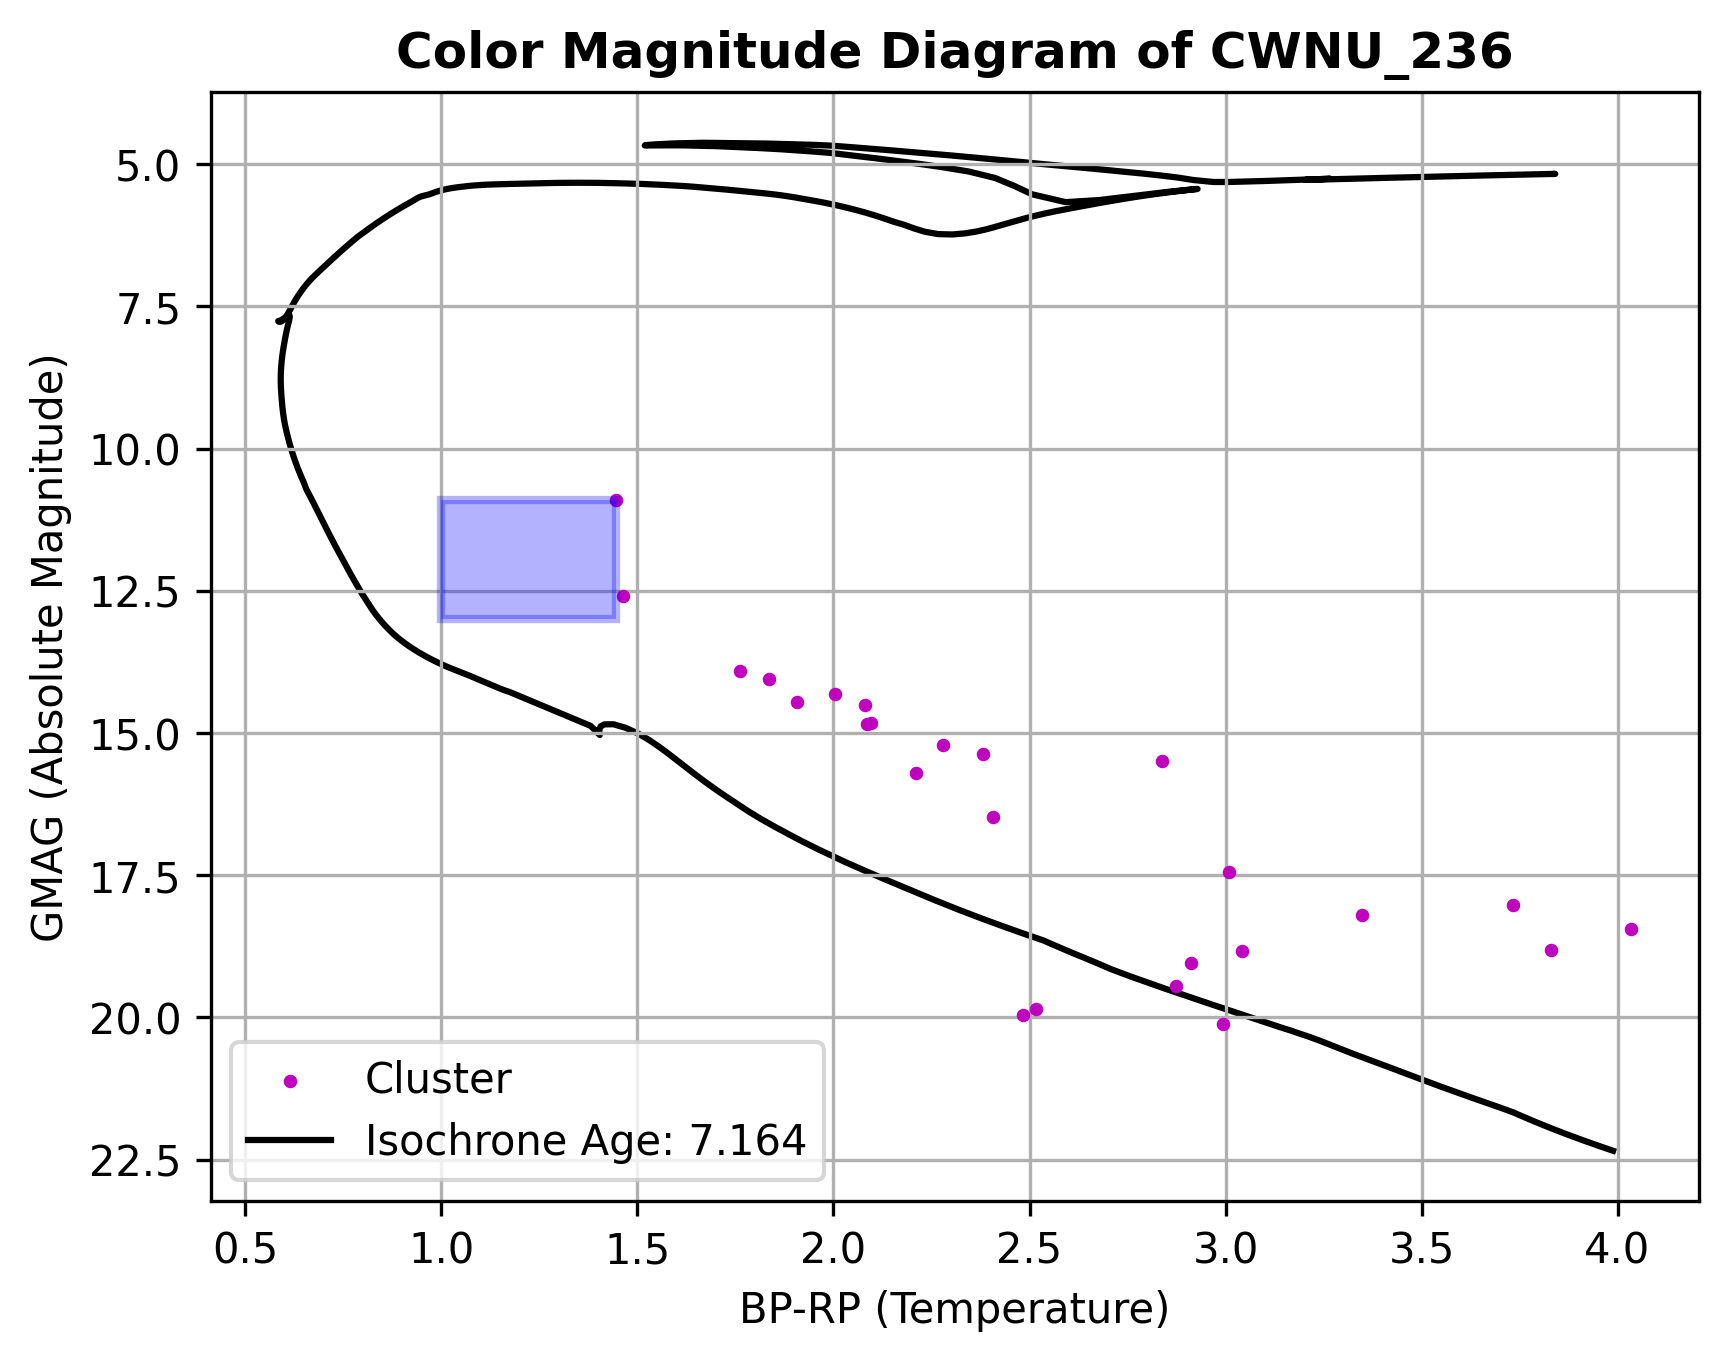 Color Magnitude Diagram of CWNU_236
GMAG (Absolute Magnitude)
5.0
7.5
10.0
12.5
15.0
17.5
20.0
22.5
Cluster
Isochrone Age: 7.164
0.5 1.0 1.5 2.0 2.5 3.0 3.5 4.0
BP-RP (Temperature)